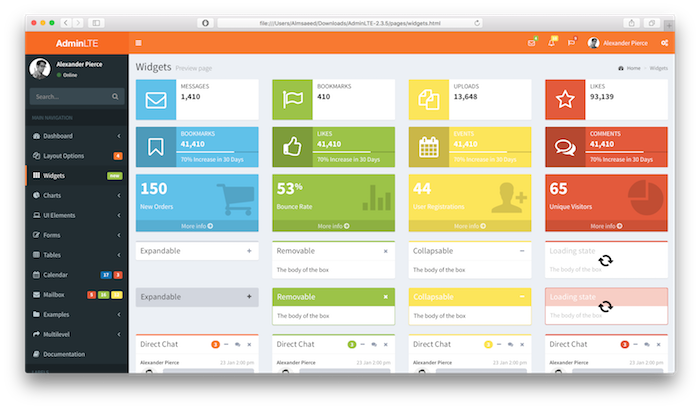 file:///Users/Almsaeed/Downloads/AdminLTE-2.3.5/pages/widgets.html
AdminLTE
Alexander Pierce
Alexander Pierce
Online
Search...
MAIN NAVIGATION
Dashboard
Layout Options 4
Widgets new
Charts
UI Elements
Forms
Tables
Calendar 17 3
Mailbox
Examples
Multilevel
Documentation
LABELS
Widgets Preview page
Home Widgets
MESSAGES
1,410
BOOKMARKS
410
UPLOADS
13,648
LIKES
93,139
BOOKMARKS
41,410
70% Increase in 30 Days
LIKES
41,410
70% Increase in 30 Days
EVENTS
41,410
70% Increase in 30 Days
COMMENTS
41,410
70% Increase in 30 Days
150
New Orders
More info
53%
Bounce Rate
More info
44
User Registrations
More info
65
Unique Visitors
More info
Expandable
Removable
The body of the box
Collapsable
The body of the box
Loading state
The body of the box
Expandable
Removable
The body of the box
Collapsable
The body of the box
Loading state
The body of the box
Direct Chat 3
Alexander Pierce 23 Jan 2:00 pm
Direct Chat 3
Alexander Pierce 23 Jan 2:00 pm
Direct Chat 3
Alexander Pierce 23 Jan 2:00 pm
Direct Chat 3
Alexander Pierce 23 Jan 2:00 pm